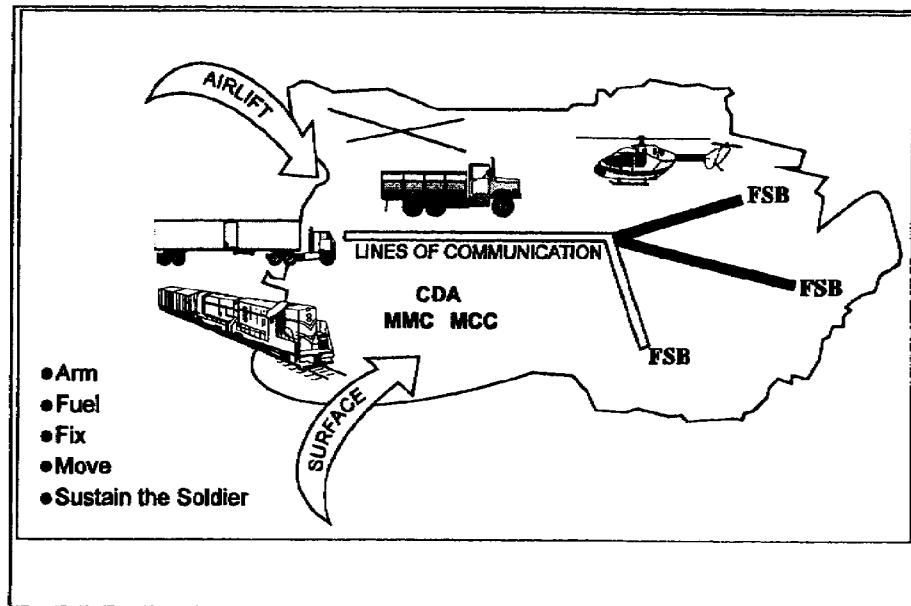 AIRLIFT
FSB
LINES OF COMMUNICATION
FSB
CDA
MMC MCC
FSB
SURFACE
●Arm
●Fuel
●Fix
●Move
●Sustain the Soldier